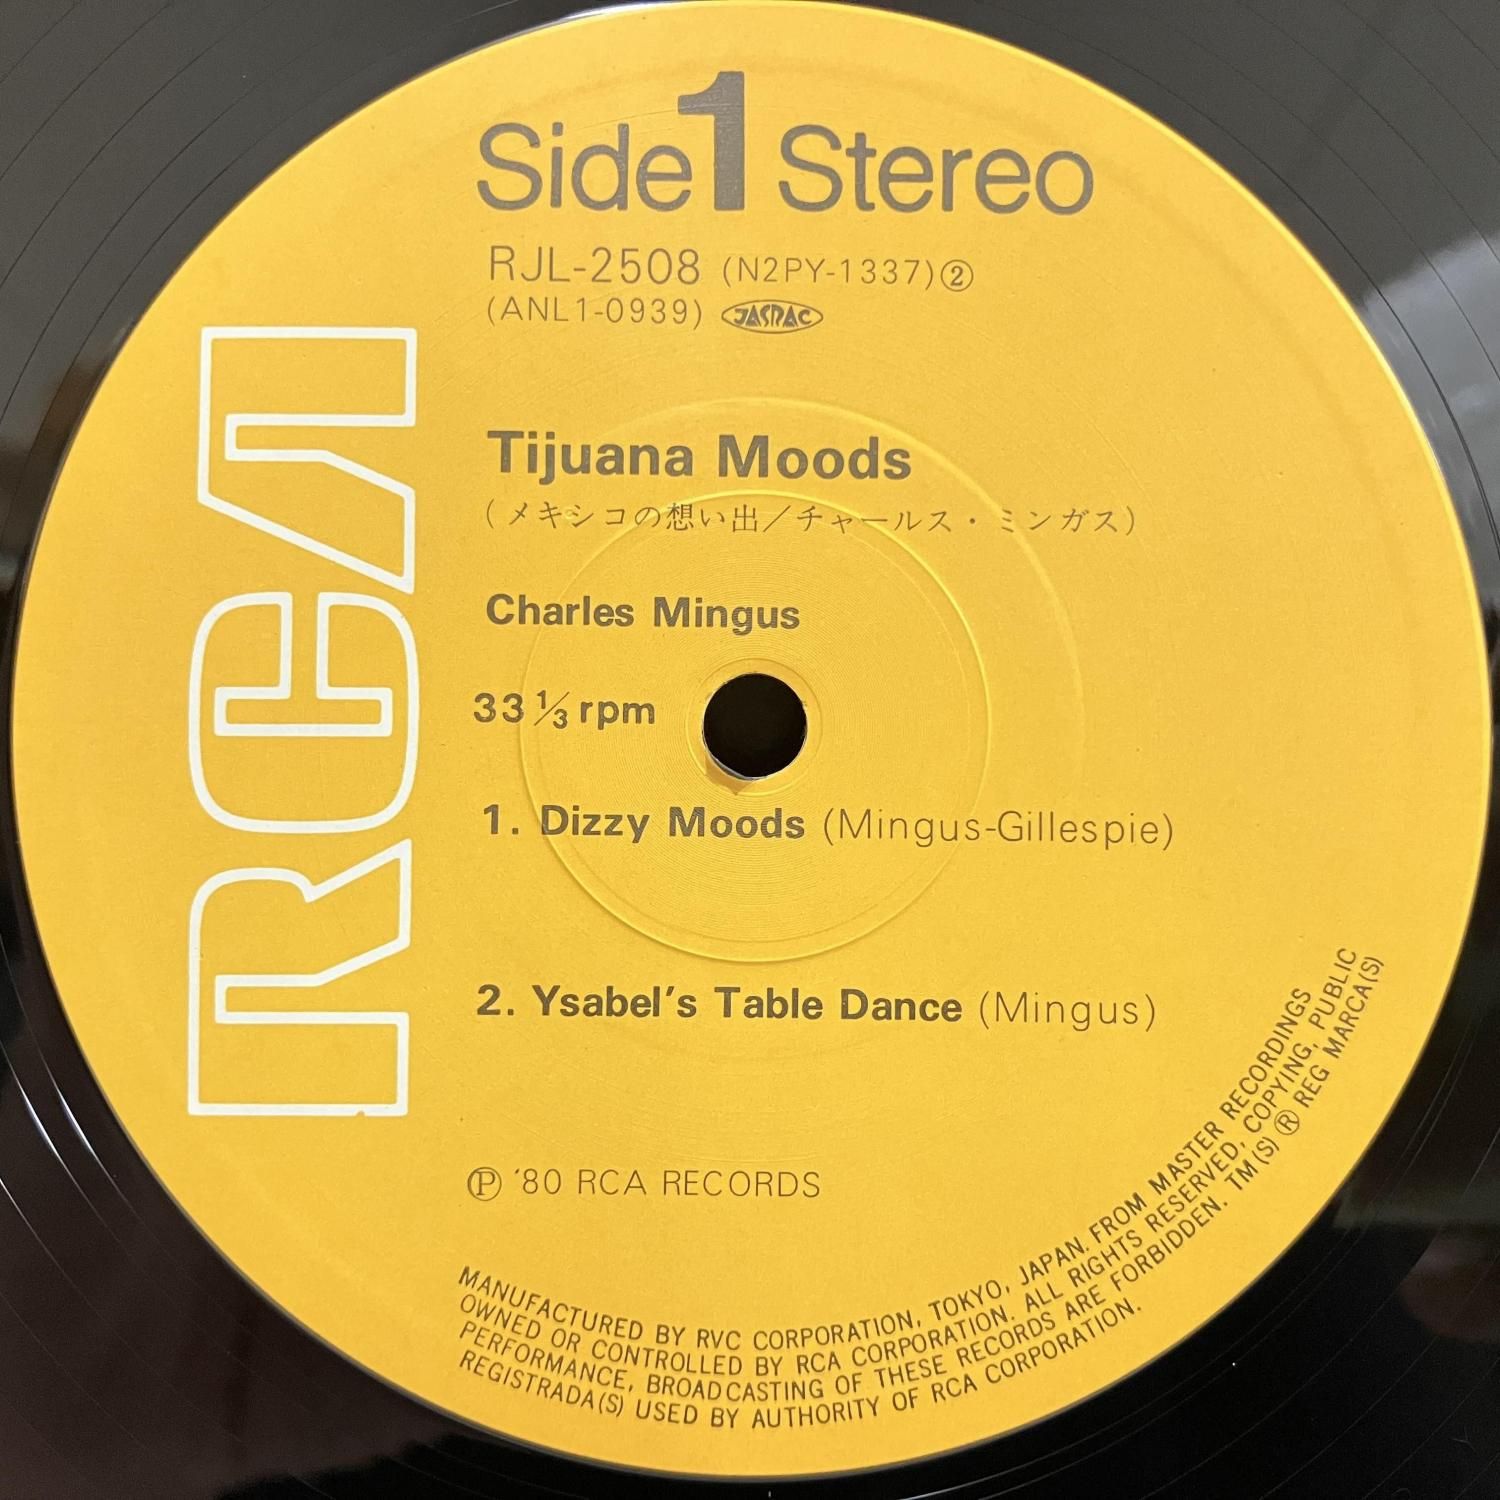 Side 1 Stereo
RJL-2508 (N2PY-1337)②
(ANL1-0939) JASRAC
Tijuana Moods
(メキシコの想い出／チャールス・ミンガス)
Charles Mingus
33 ⅓ rpm
1. Dizzy Moods (Mingus-Gillespie)
2. Ysabel's Table Dance (Mingus)
Ⓟ '80 RCA RECORDS
MANUFACTURED BY RVC CORPORATION, TOKYO, JAPAN. FROM MASTER RECORDINGS
OWNED OR CONTROLLED BY RCA CORPORATION. ALL RIGHTS RESERVED, COPYING, PUBLIC
PERFORMANCE, BROADCASTING OF THESE RECORDS ARE FORBIDDEN. TM(S) ® REG MARCA(S)
REGISTRADA(S) USED BY AUTHORITY OF RCA CORPORATION.
RCA